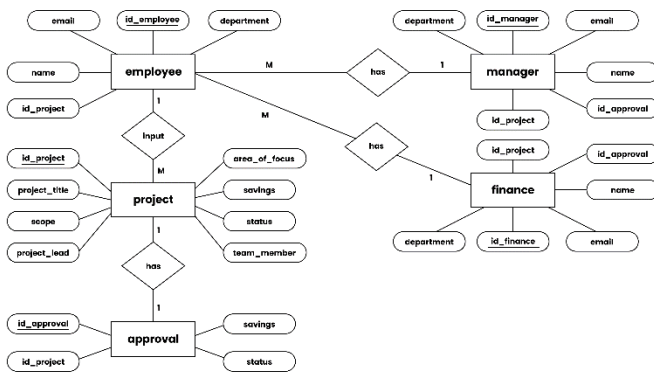 email
id_employee
department
name
employee
id_project
M
has
1
department
id_manager
email
manager
name
id_approval
id_project
1
Input
M
M
has
1
id_project
id_approval
finance
name
department
id_finance
email
id_project
area_of_focus
project_title
project
savings
scope
status
project_lead
team_member
1
has
1
id_approval
savings
approval
id_project
status